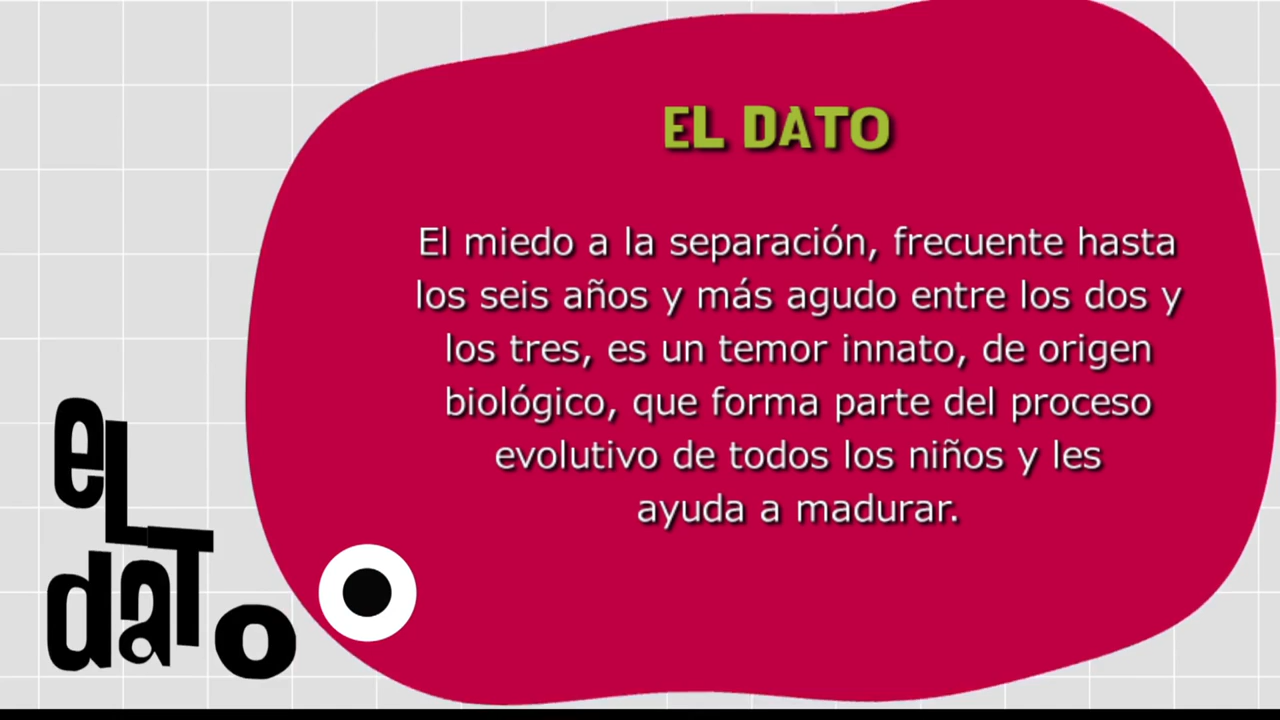 EL DATO
El miedo a la separación, frecuente hasta
los seis años y más agudo entre los dos y
los tres, es un temor innato, de origen
biológico, que forma parte del proceso
evolutivo de todos los niños y les
ayuda a madurar.
eL
daTo